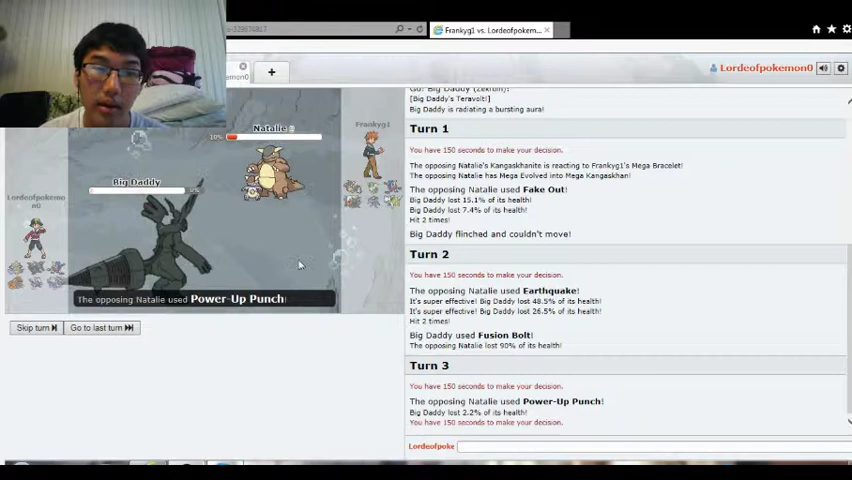 Frankyg1 vs. Lordeofpokem...
Lordeofpokemon0
Go! Big Daddy (Zekrom)!
[Big Daddy's Teravolt!]
Big Daddy is radiating a bursting aura!
Turn 1
You have 150 seconds to make your decision.
The opposing Natalie's Kangaskhanite is reacting to Frankyg1's Mega Bracelet!
The opposing Natalie has Mega Evolved into Mega Kangaskhan!
The opposing Natalie used Fake Out!
Big Daddy lost 15.1% of its health!
Big Daddy lost 7.4% of its health!
Hit 2 times!
Big Daddy flinched and couldn't move!
Turn 2
You have 150 seconds to make your decision.
The opposing Natalie used Earthquake!
It's super effective! Big Daddy lost 48.5% of its health!
It's super effective! Big Daddy lost 26.5% of its health!
Hit 2 times!
Big Daddy used Fusion Bolt!
The opposing Natalie lost 90% of its health!
Turn 3
You have 150 seconds to make your decision.
The opposing Natalie used Power-Up Punch!
Big Daddy lost 2.2% of its health!
You have 150 seconds to make your decision.
Lordeofpoke
Natalie
10%
Frankyg1
Big Daddy
0%
Lordeofpokemo
n0
The opposing Natalie used Power-Up Punch!
Skip turn
Go to last turn